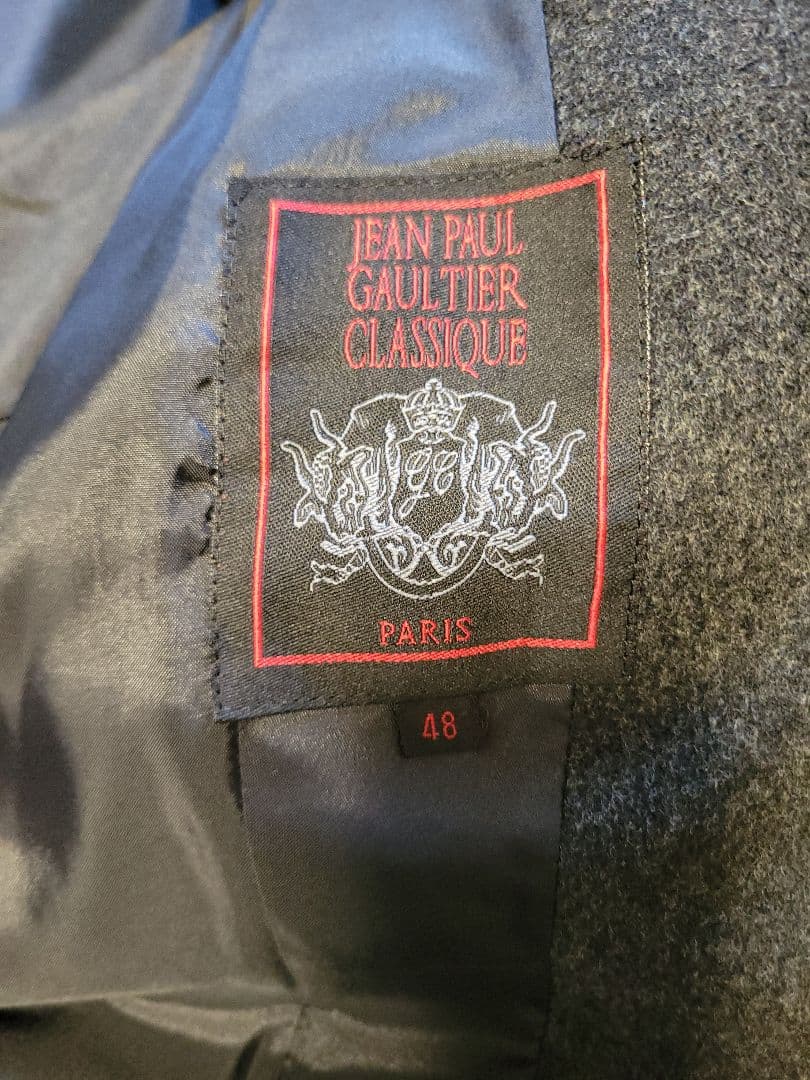 JEAN PAUL
GAULTIER
CLASSIQUE
PARIS
48